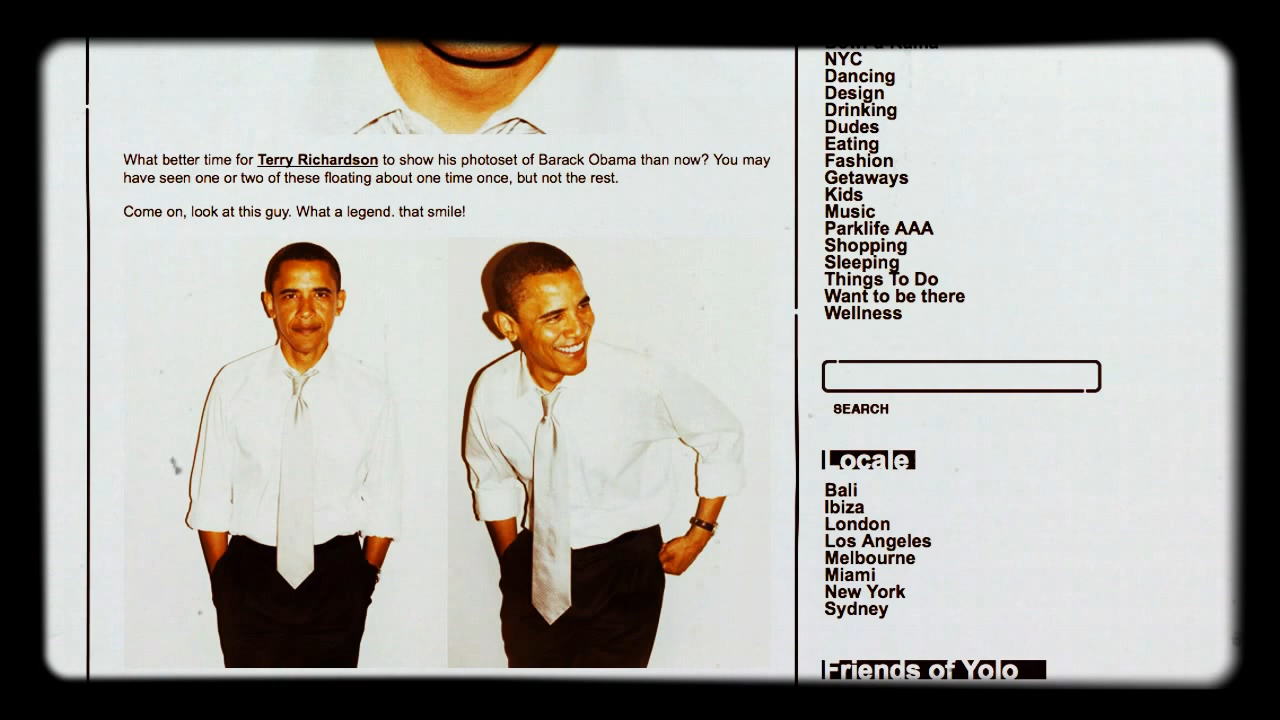 What better time for Terry Richardson to show his photoset of Barack Obama than now? You may
have seen one or two of these floating about one time once, but not the rest.
Come on, look at this guy. What a legend. that smile!
NYC
Dancing
Design
Drinking
Dudes
Eating
Fashion
Getaways
Kids
Music
Parklife AAA
Shopping
Sleeping
Things To Do
Want to be there
Wellness
SEARCH
Locale
Bali
Ibiza
London
Los Angeles
Melbourne
Miami
New York
Sydney
Friends of Yolo